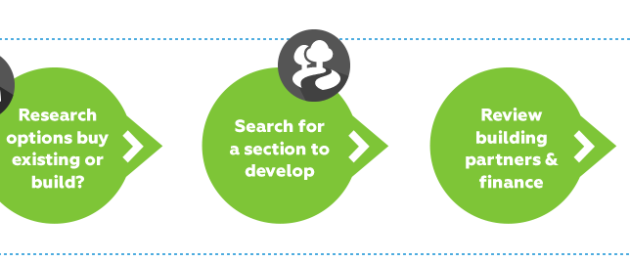 Research
options buy
existing or
build?
Search for
a section to
develop
Review
building
partners &
finance